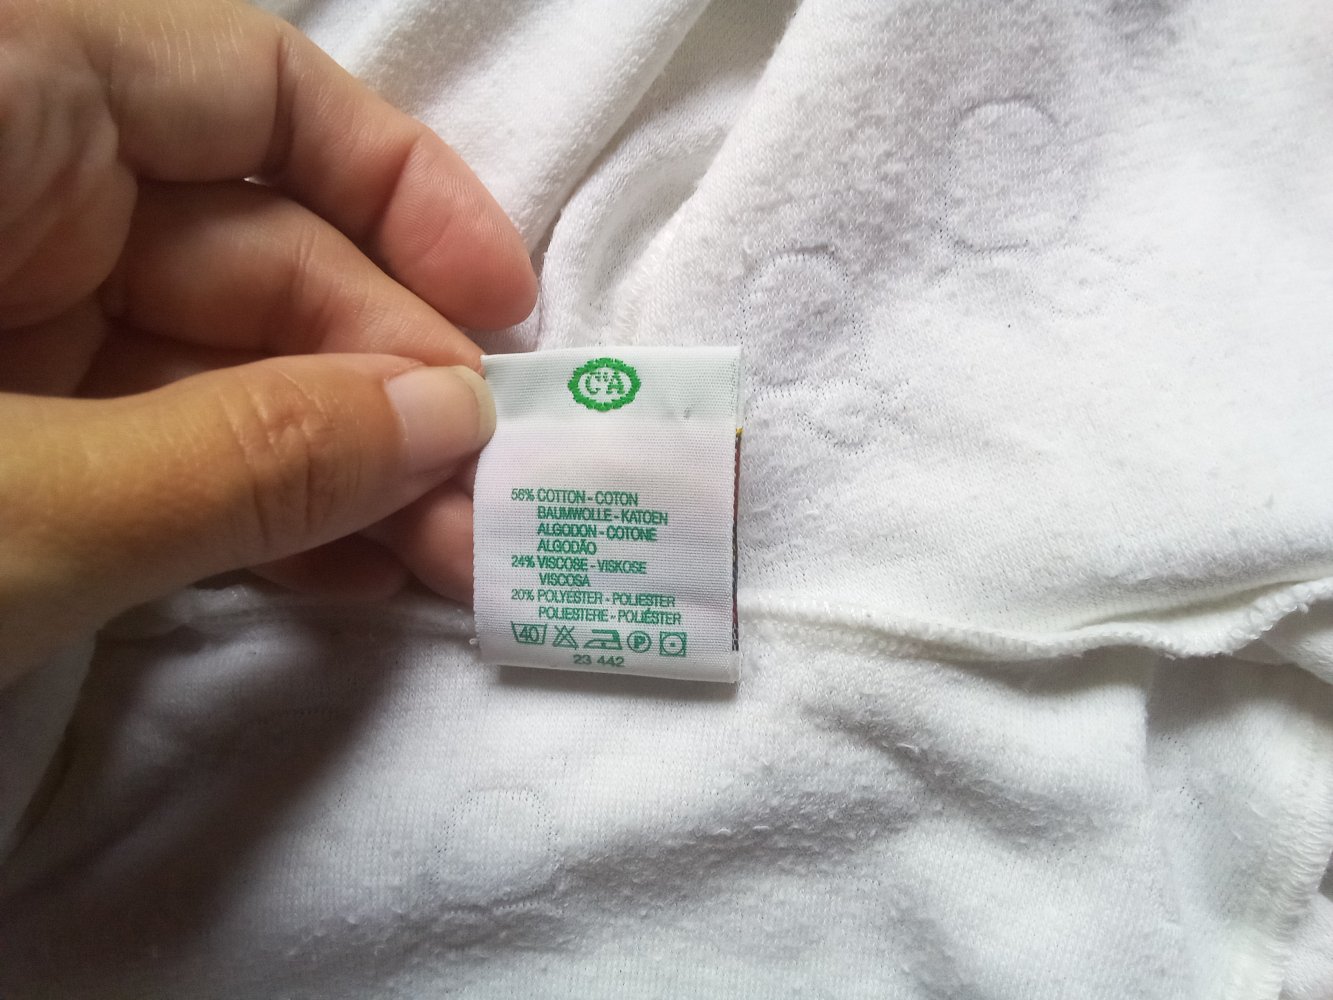 C&A
56% COTTON - COTON
BAUMWOLLE - KATOEN
ALGODON - COTONE
ALGODÃO
24% VISCOSE - VISKOSE
VISCOSA
20% POLYESTER - POLIESTER
POLIESTERE - POLIÉSTER
40 P
23 442